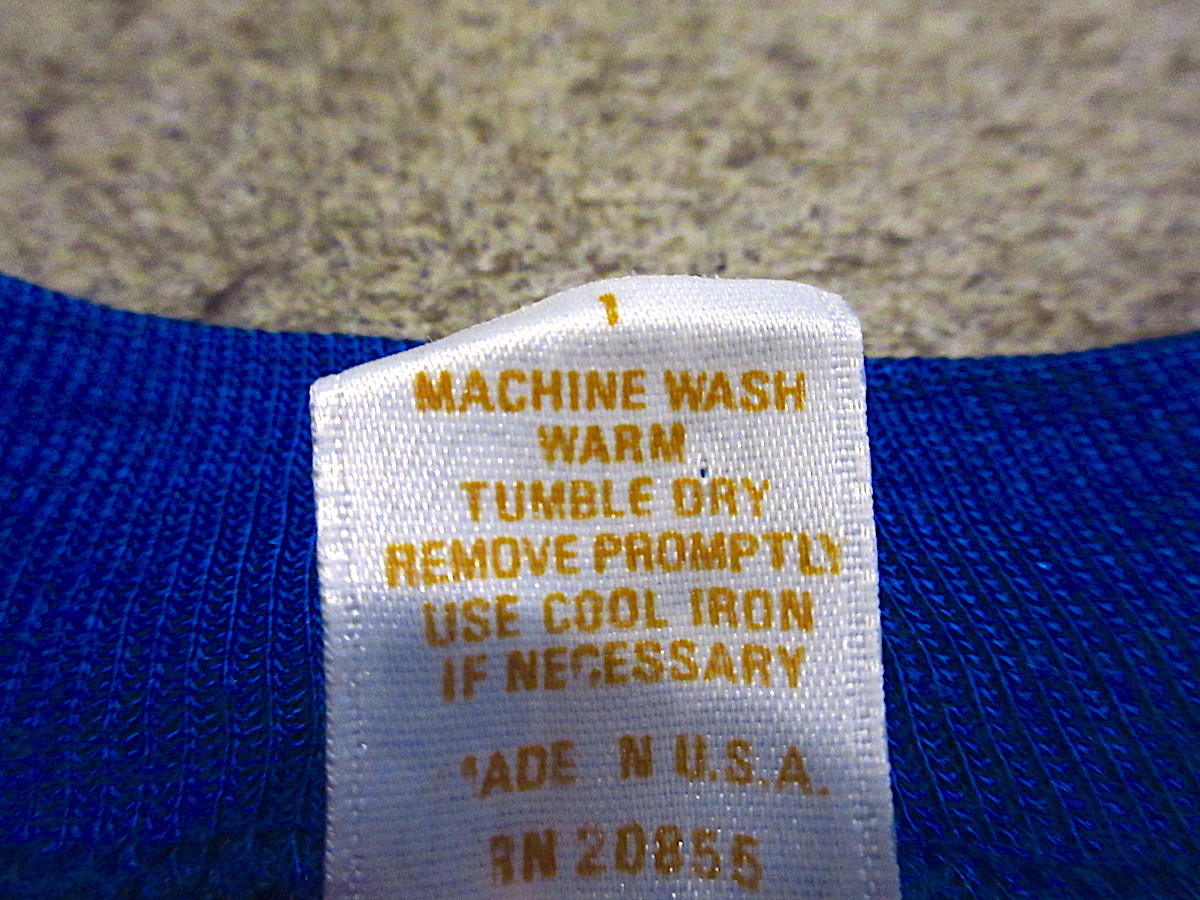 1
MACHINE WASH
WARM
TUMBLE DRY
REMOVE PROMPTLY
USE COOL IRON
IF NECESSARY
MADE IN U.S.A.
RN 20855